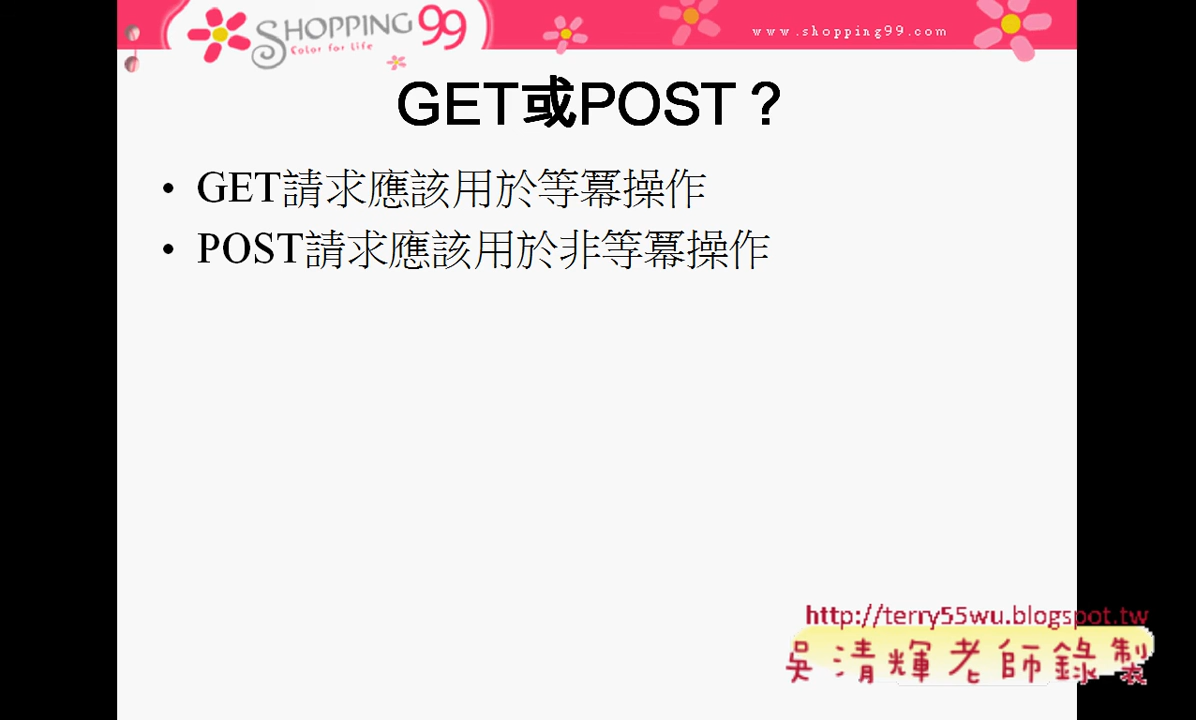 SHOPPING 99
Color for Life
www.shopping99.com
GET或POST？
• GET請求應該用於等冪操作
• POST請求應該用於非等冪操作
http://terry55wu.blogspot.tw
吳清輝老師錄製